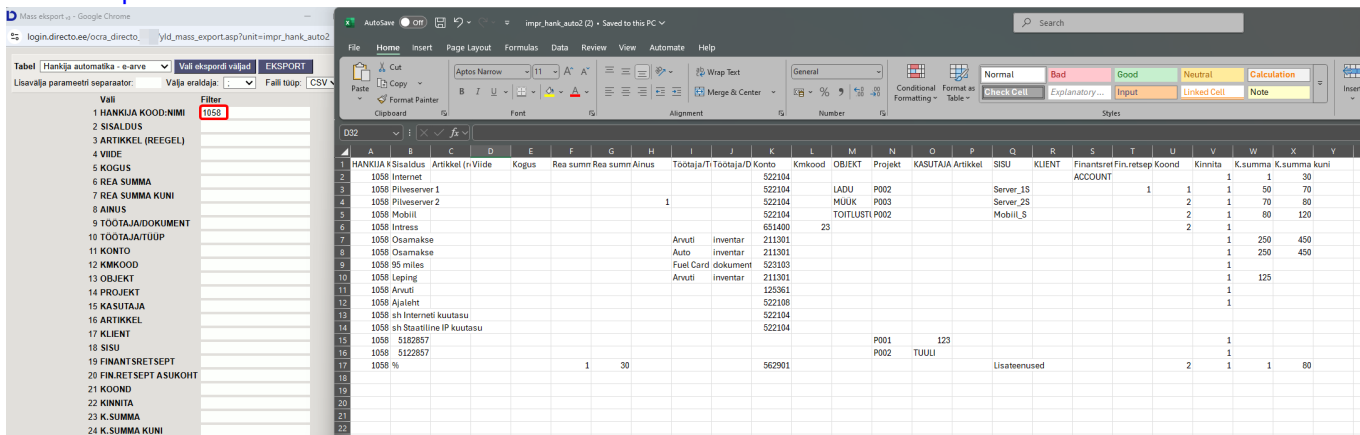 Mass eksport v3 - Google Chrome
login.directo.ee/ocra_directo_ /yld_mass_export.asp?unit=impr_hank_auto2
Tabel Hankija automatika - e-arve Vali ekspordi väljad EKSPORT
Lisavälja parameetri separaator: Välja eraldaja: ; Faili tüüp: CSV
Väli Filter
1 HANKIJA KOOD:NIMI 1058
2 SISALDUS
3 ARTIKKEL (REEGEL)
4 VIIDE
5 KOGUS
6 REA SUMMA
7 REA SUMMA KUNI
8 AINUS
9 TÖÖTAJA/DOKUMENT
10 TÖÖTAJA/TÜÜP
11 KONTO
12 KMKOOD
13 OBJEKT
14 PROJEKT
15 KASUTAJA
16 ARTIKKEL
17 KLIENT
18 SISU
19 FINANTSRETSEPT
20 FIN.RETSEPT ASUKOHT
21 KOOND
22 KINNITA
23 K.SUMMA
24 K.SUMMA KUNI
AutoSave Off impr_hank_auto2 (2) • Saved to this PC
Search
File Home Insert Page Layout Formulas Data Review View Automate Help
Paste Cut Copy Format Painter
Clipboard
Aptos Narrow 11 A^ A˅
B I U
Font
Wrap Text
Merge & Center
Alignment
General
% 9
Number
Conditional Formatting
Format as Table
Normal Bad Good Neutral Calculation
Check Cell Explanatory ... Input Linked Cell Note
Styles
Insert
D32 fx
A B C D E F G H I J K L M N O P Q R S T U V W X Y
1 HANKIJA K Sisaldus Artikkel (re Viide Kogus Rea summ Rea summ Ainus Töötaja/Ti Töötaja/D Konto Kmkood OBJEKT Projekt KASUTAJA Artikkel SISU KLIENT Finantsret Fin.retsep Koond Kinnita K.summa K.summa kuni
2 1058 Internet 522104 ACCOUNT 1 1 30
3 1058 Pilveserver 1 522104 LADU P002 Server_1S 1 1 1 50 70
4 1058 Pilveserver 2 1 522104 MÜÜK P003 Server_2S 2 1 70 80
5 1058 Mobiil 522104 TOITLUSTU P002 Mobiil_S 2 1 80 120
6 1058 Intress 651400 23 2 1
7 1058 Osamakse Arvuti inventar 211301 1 250 450
8 1058 Osamakse Auto inventar 211301 1 250 450
9 1058 95 miles Fuel Card dokument 523103 1
10 1058 Leping Arvuti inventar 211301 1 125
11 1058 Arvuti 125361 1
12 1058 Ajaleht 522108 1
13 1058 sh Interneti kuutasu 522104
14 1058 sh Staatiline IP kuutasu 522104
15 1058 5182857 P001 123 1
16 1058 5122857 P002 TUULI 1
17 1058 % 1 30 562901 Lisateenused 2 1 1 80
18
19
20
21
22